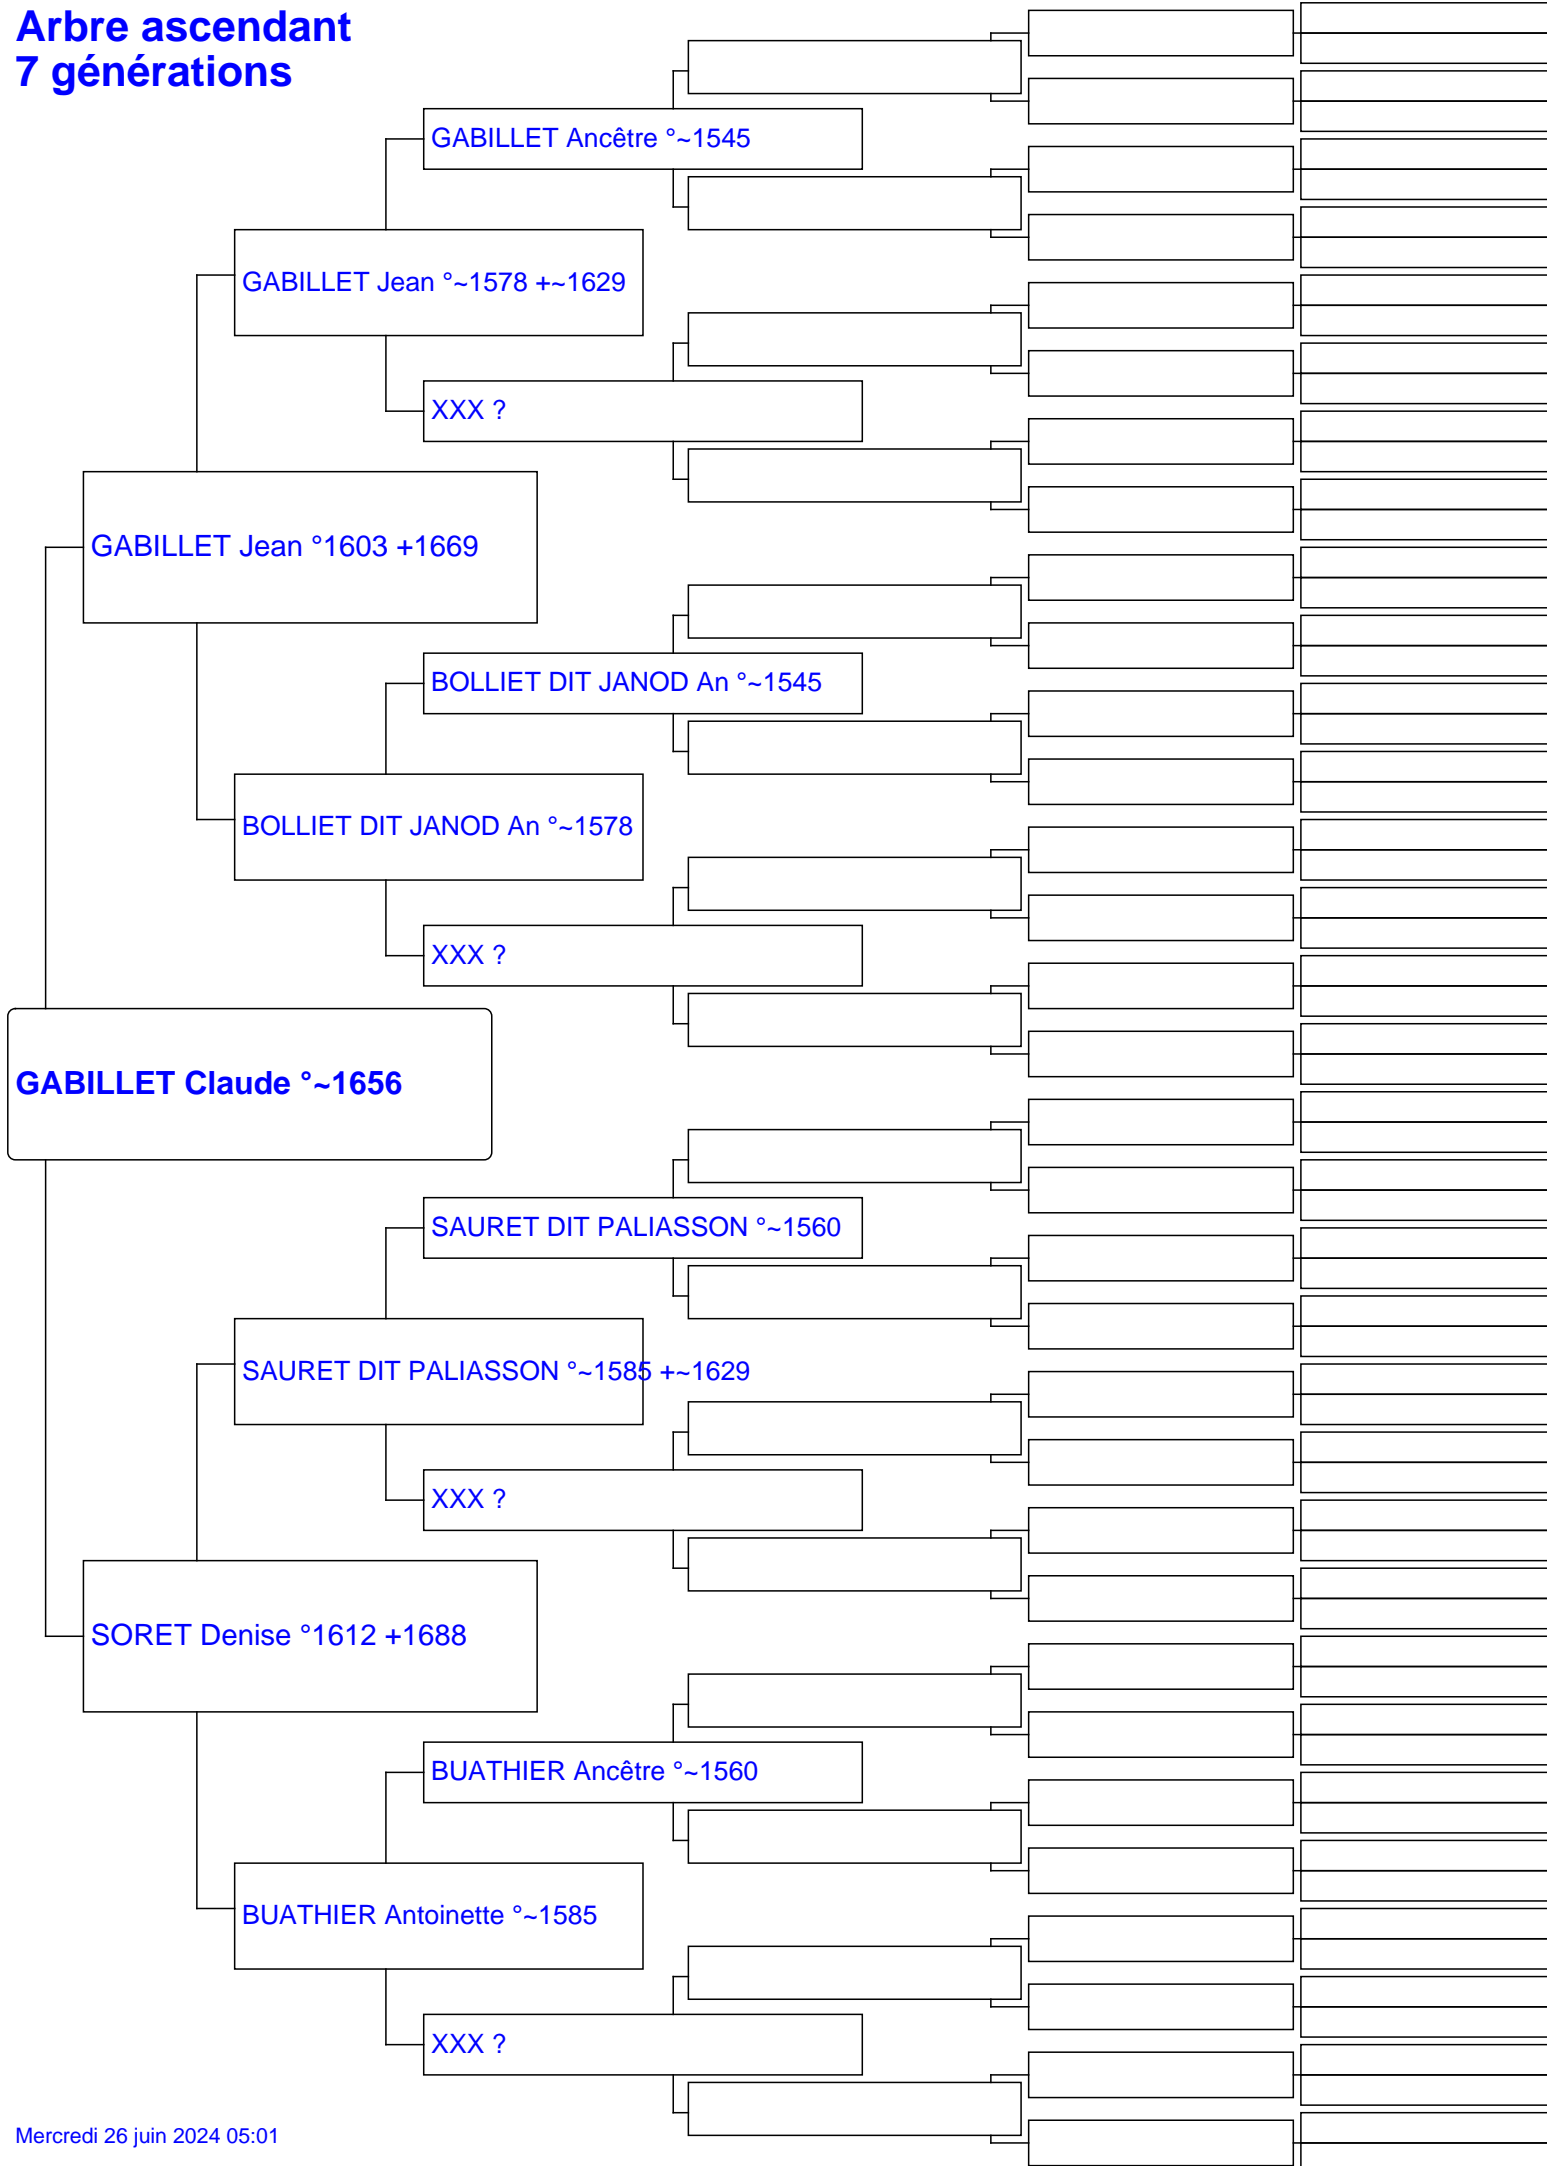 Arbre ascendant
7 générations
GABILLET Ancêtre °~1545
GABILLET Jean °~1578 +~1629
XXX ?
GABILLET Jean °1603 +1669
BOLLIET DIT JANOD An °~1545
BOLLIET DIT JANOD An °~1578
XXX ?
GABILLET Claude °~1656
SAURET DIT PALIASSON °~1560
SAURET DIT PALIASSON °~1585 +~1629
XXX ?
SORET Denise °1612 +1688
BUATHIER Ancêtre °~1560
BUATHIER Antoinette °~1585
XXX ?
Mercredi 26 juin 2024 05:01